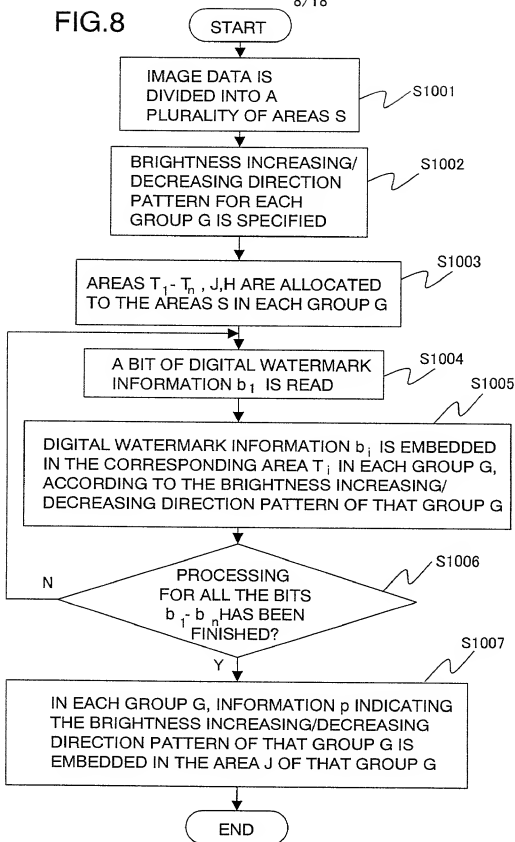 8/18
FIG.8
START
IMAGE DATA IS
DIVIDED INTO A
PLURALITY OF AREAS S
S1001
BRIGHTNESS INCREASING/
DECREASING DIRECTION
PATTERN FOR EACH
GROUP G IS SPECIFIED
S1002
AREAS T₁- Tₙ , J,H ARE ALLOCATED
TO THE AREAS S IN EACH GROUP G
S1003
A BIT OF DIGITAL WATERMARK
INFORMATION b₁ IS READ
S1004
DIGITAL WATERMARK INFORMATION bᵢ IS EMBEDDED
IN THE CORRESPONDING AREA Tᵢ IN EACH GROUP G,
ACCORDING TO THE BRIGHTNESS INCREASING/
DECREASING DIRECTION PATTERN OF THAT GROUP G
S1005
PROCESSING
FOR ALL THE BITS
b₁- bₙ HAS BEEN
FINISHED?
S1006
N
Y
IN EACH GROUP G, INFORMATION p INDICATING
THE BRIGHTNESS INCREASING/DECREASING
DIRECTION PATTERN OF THAT GROUP G IS
EMBEDDED IN THE AREA J OF THAT GROUP G
S1007
END